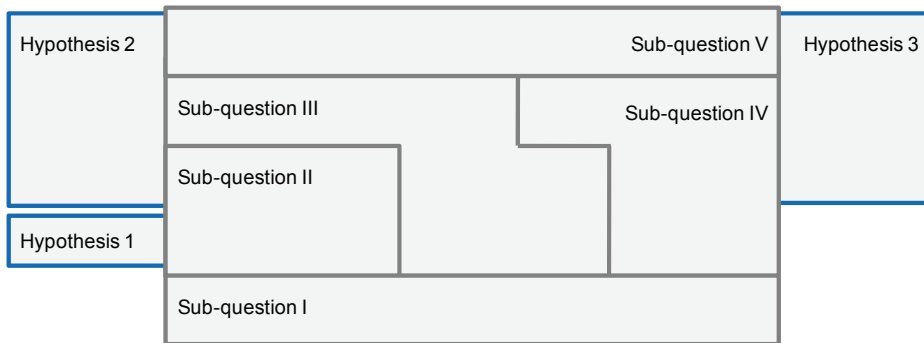 Hypothesis 2
Sub-question V
Hypothesis 3
Sub-question III
Sub-question IV
Sub-question II
Hypothesis 1
Sub-question I